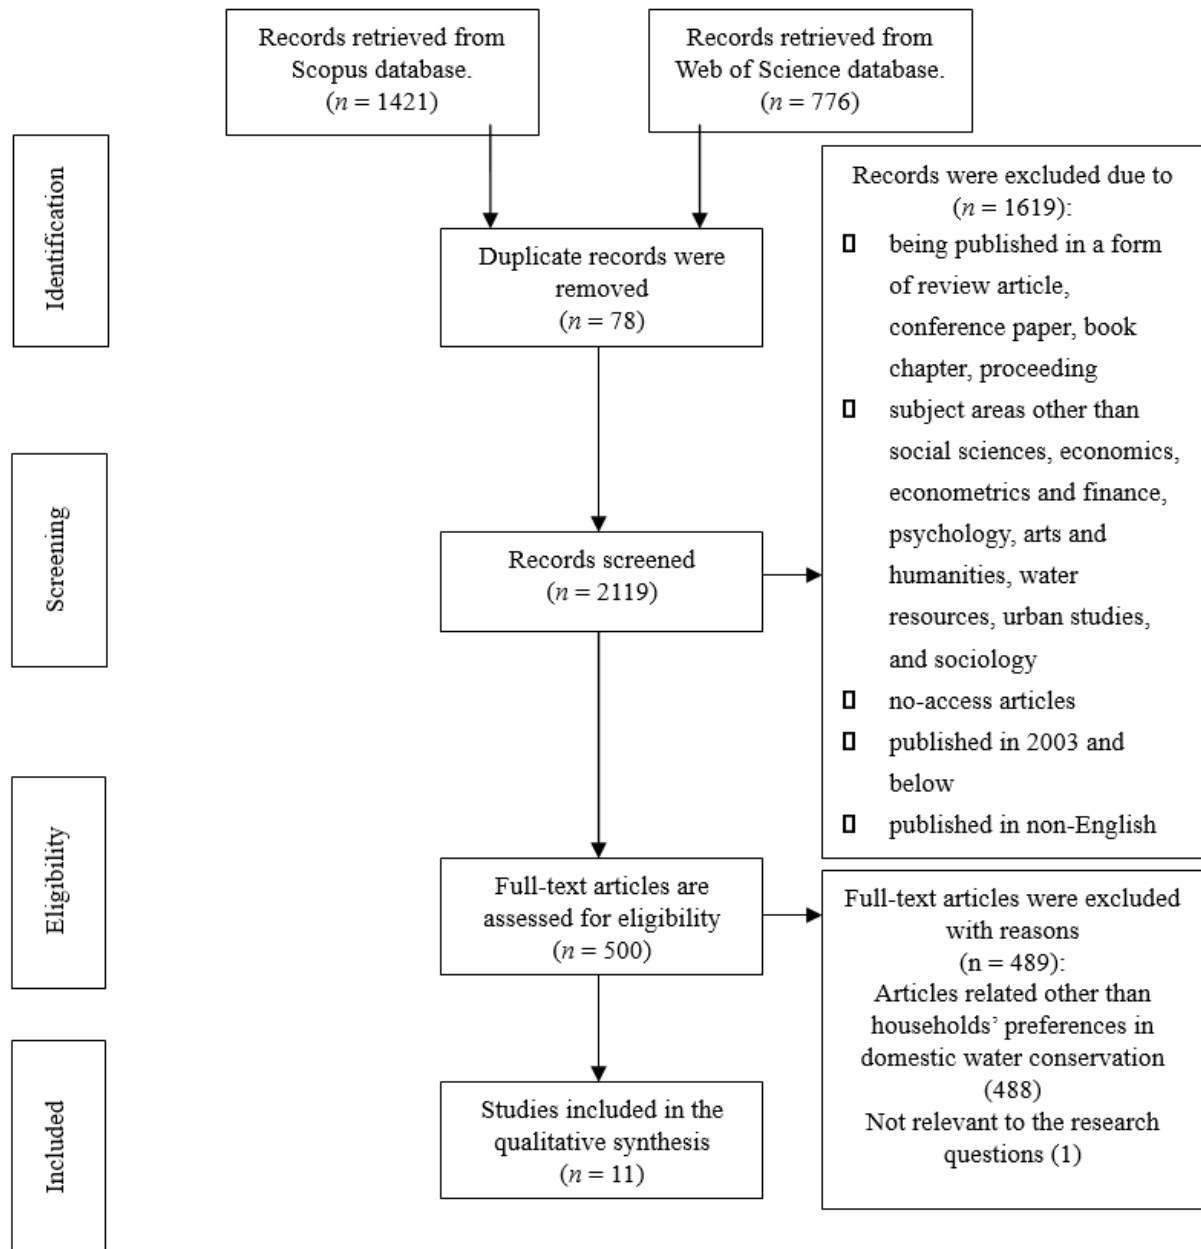 Records retrieved from
Scopus database.
(n = 1421)
Records retrieved from
Web of Science database.
(n = 776)
Identification
Duplicate records were
removed
(n = 78)
Records were excluded due to
(n = 1619):
being published in a form
of review article,
conference paper, book
chapter, proceeding
subject areas other than
social sciences, economics,
econometrics and finance,
psychology, arts and
humanities, water
resources, urban studies,
and sociology
no-access articles
published in 2003 and
below
published in non-English
Screening
Records screened
(n = 2119)
Eligibility
Full-text articles are
assessed for eligibility
(n = 500)
Full-text articles were excluded
with reasons
(n = 489):
Articles related other than
households’ preferences in
domestic water conservation
(488)
Not relevant to the research
questions (1)
Included
Studies included in the
qualitative synthesis
(n = 11)